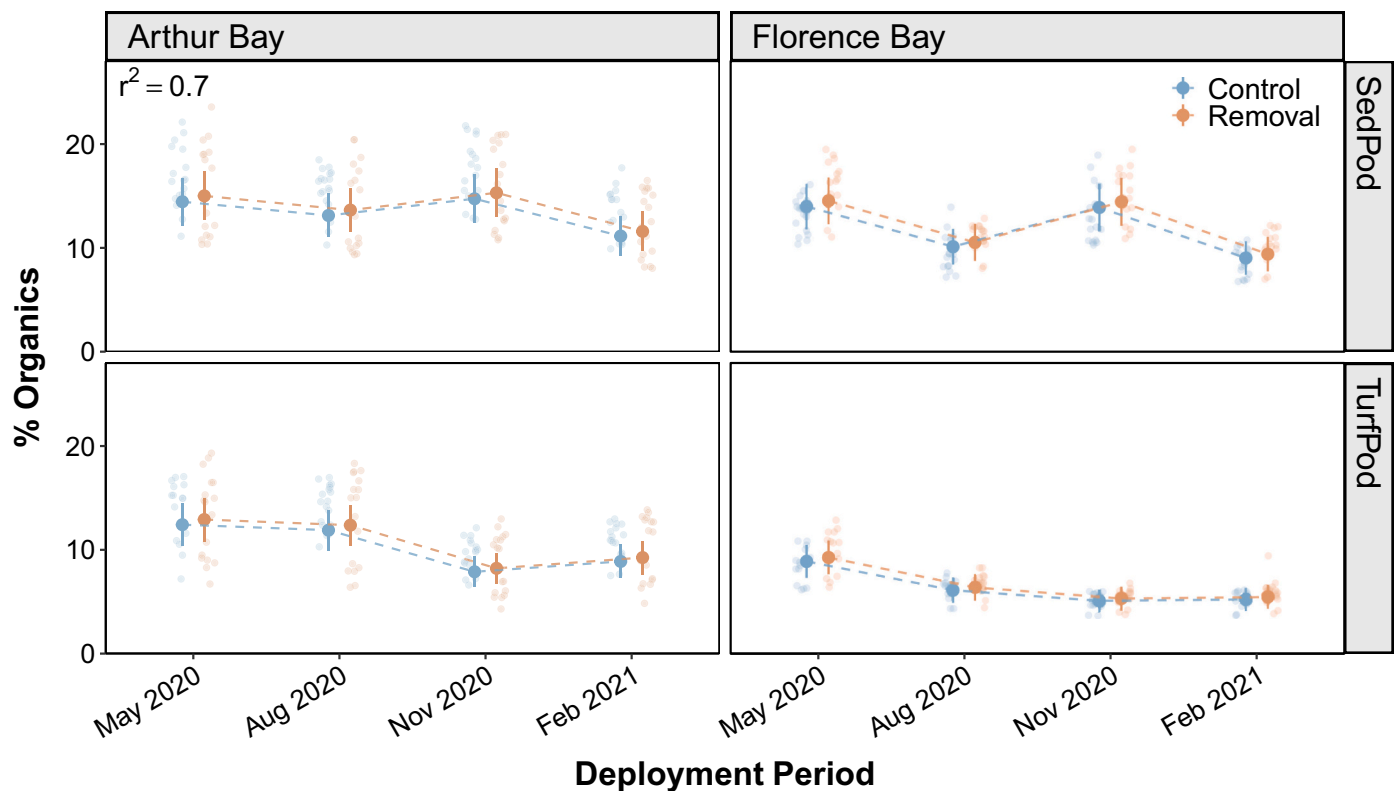 Arthur Bay
Florence Bay
r² = 0.7
Control
Removal
SedPod
TurfPod
% Organics
20
10
0
20
10
0
May 2020
Aug 2020
Nov 2020
Feb 2021
May 2020
Aug 2020
Nov 2020
Feb 2021
Deployment Period